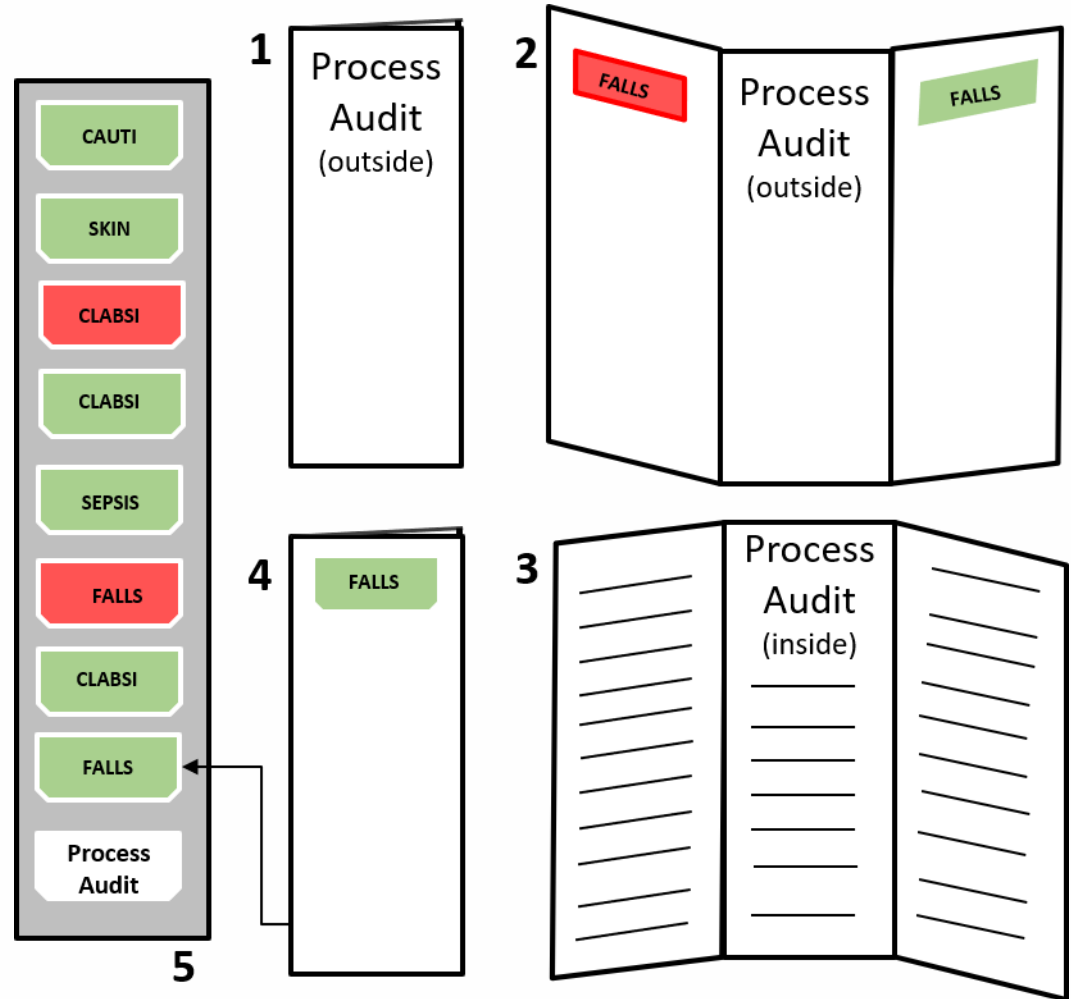 1
Process
Audit
(outside)
2
FALLS
Process
Audit
(outside)
FALLS
CAUTI
SKIN
CLABSI
CLABSI
SEPSIS
FALLS
CLABSI
FALLS
Process
Audit
5
4
FALLS
3
Process
Audit
(inside)